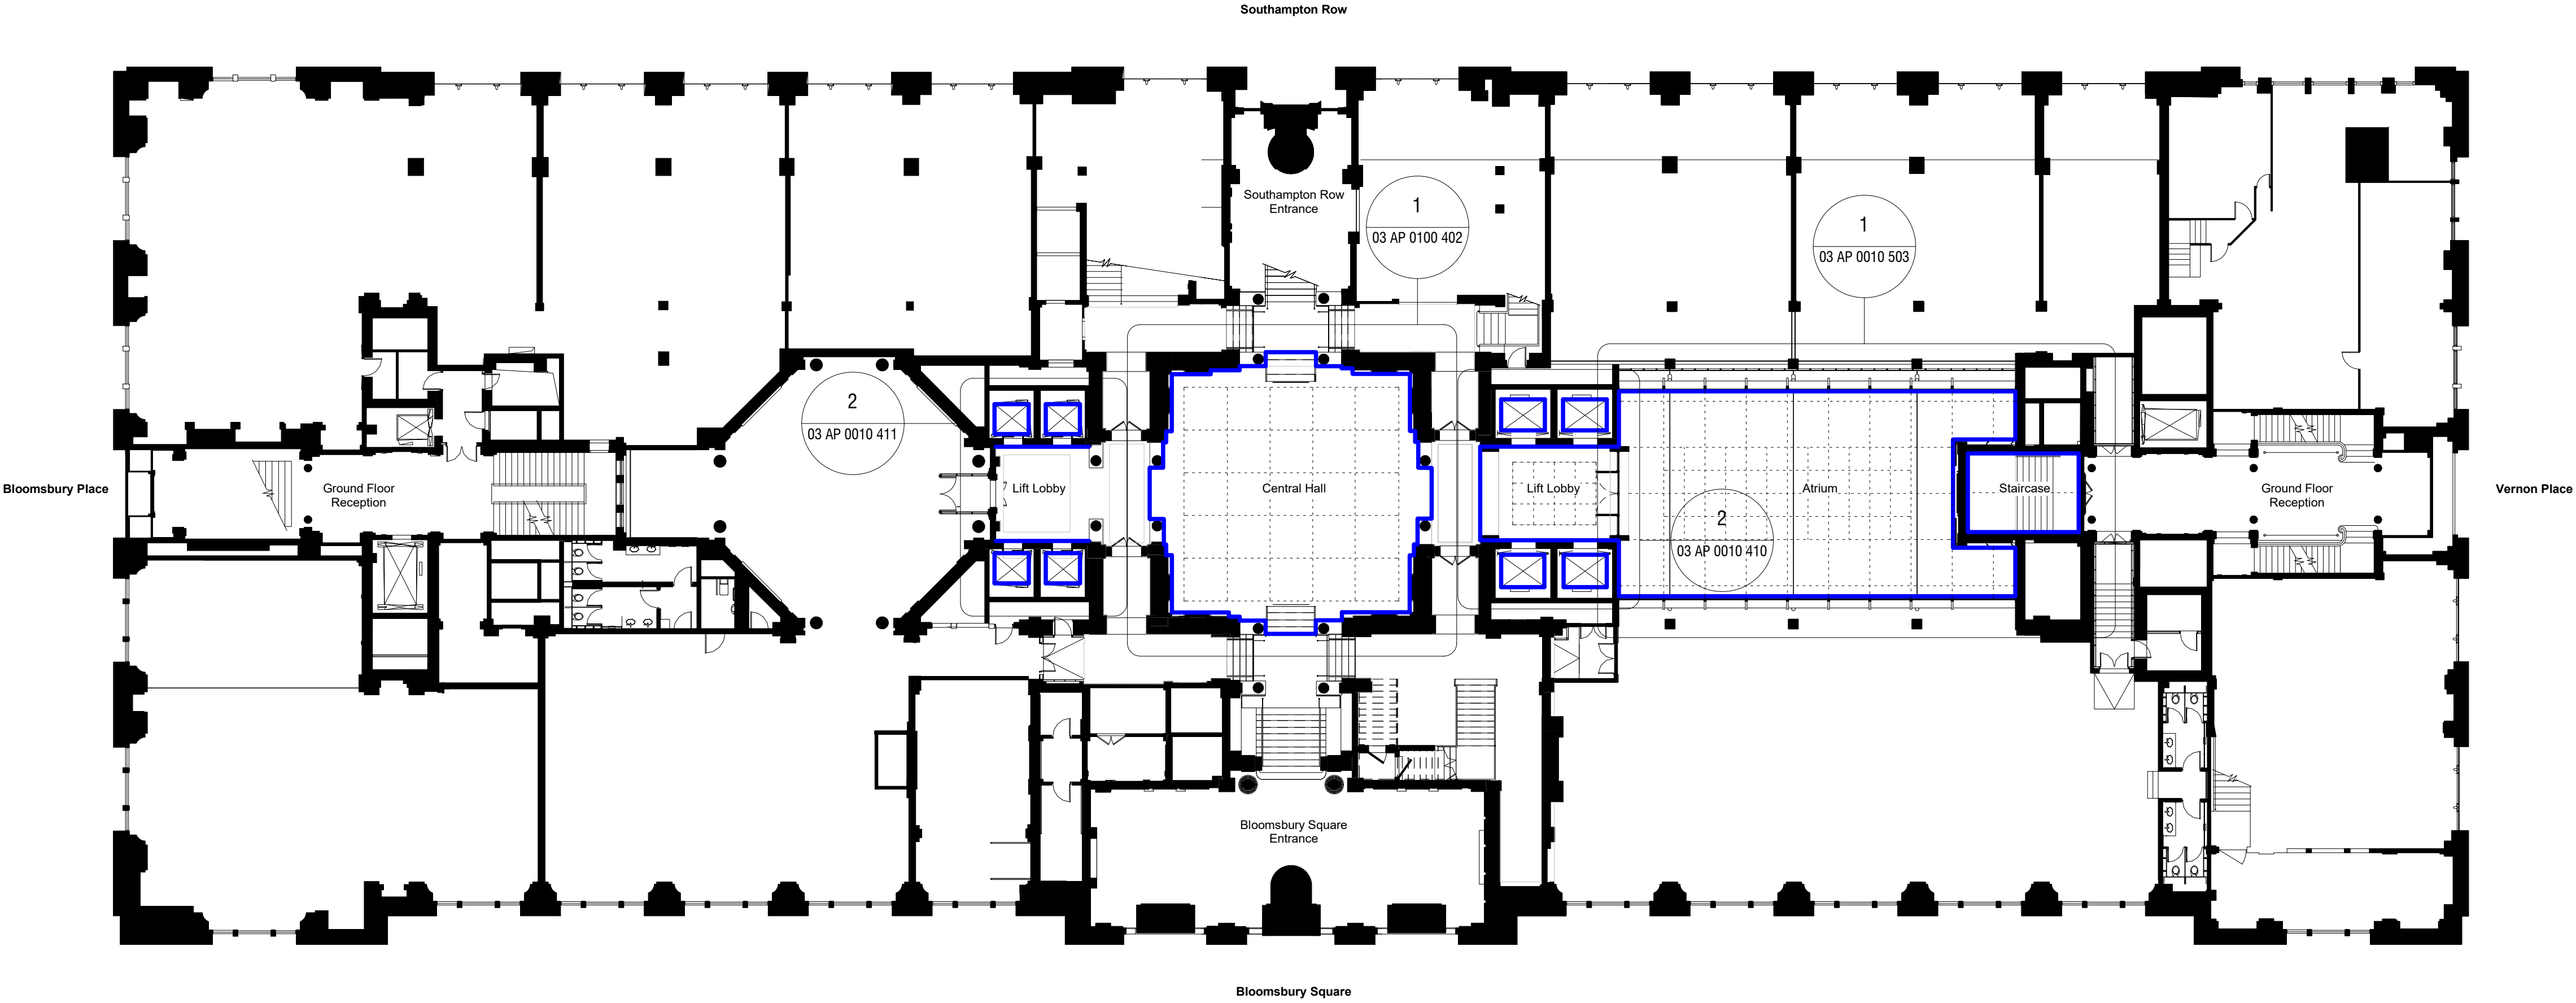 Southampton Row
Southampton Row
Entrance
1
03 AP 0100 402
1
03 AP 0010 503
2
03 AP 0010 411
Bloomsbury Place
Ground Floor
Reception
Lift Lobby
Central Hall
Lift Lobby
Atrium
Staircase
Ground Floor
Reception
Vernon Place
2
03 AP 0010 410
Bloomsbury Square
Entrance
Bloomsbury Square